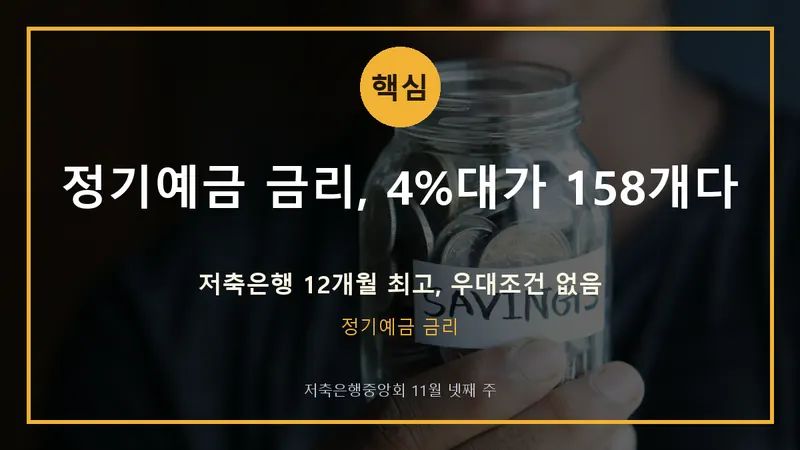 핵심
정기예금 금리, 4%대가 158개다
저축은행 12개월 최고, 우대조건 없음
SAVINGS
정기예금 금리
저축은행중앙회 11월 넷째 주